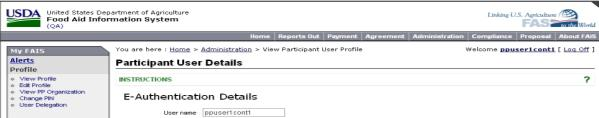 USDA United States Department of Agriculture
Food Aid Information System
(QA)
Linking U.S. Agriculture
FAS to the World
Home Reports Out Payment Agreement Administration Compliance Proposal About FAIS
My FAIS
Alerts
Profile
View Profile
Edit Profile
View PP Organization
Change PIN
User Delegation
You are here : Home > Administration > View Participant User Profile
Welcome ppuser1cont1 [ Log Off ]
Participant User Details
INSTRUCTIONS ?
E-Authentication Details
User name ppuser1cont1